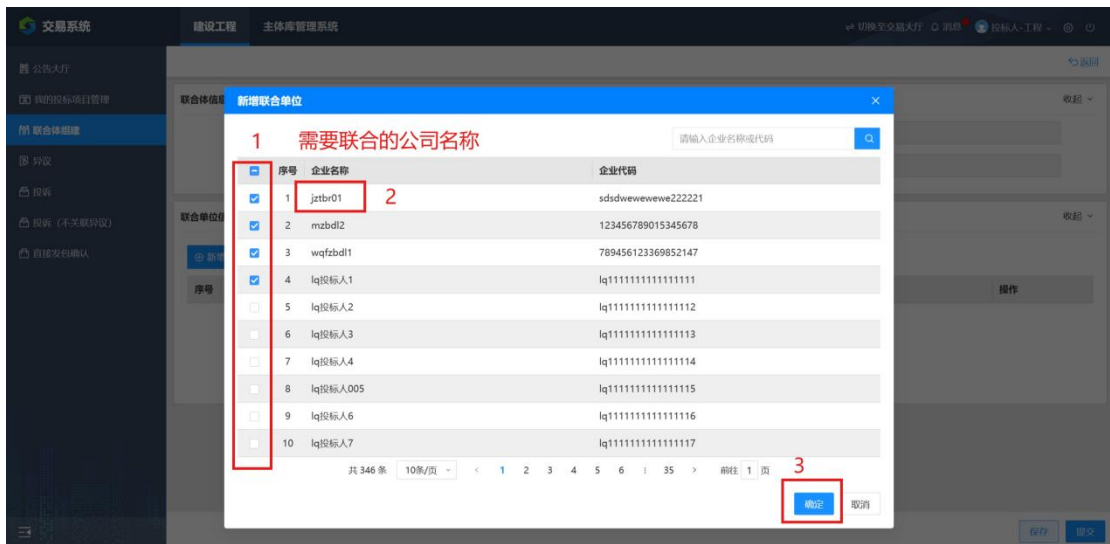 交易系统 建设工程 主体库管理系统 切换至交易大厅 消息 投标人-工程
公告大厅 返回
我的投标项目管理 联合体信息 新增联合单位 收起
联合体组建 1 需要联合的公司名称 请输入企业名称或代码
异议 序号 企业名称 企业代码
投诉 1 jztbr01 2 sdsdwewewewe222221
投诉（不关联异议） 联合单位信 2 mzbdl2 123456789015345678 收起
直接发包确认 新增 3 wqfzbdl1 789456123369852147
序号 4 lq投标人1 lq1111111111111111 操作
5 lq投标人2 lq1111111111111112
6 lq投标人3 lq1111111111111113
7 lq投标人4 lq1111111111111114
8 lq投标人005 lq1111111111111115
9 lq投标人6 lq1111111111111116
10 lq投标人7 lq1111111111111117
共 346 条 10条/页 < 1 2 3 4 5 6 35 > 前往 1 页 3
确定 取消
保存 提交